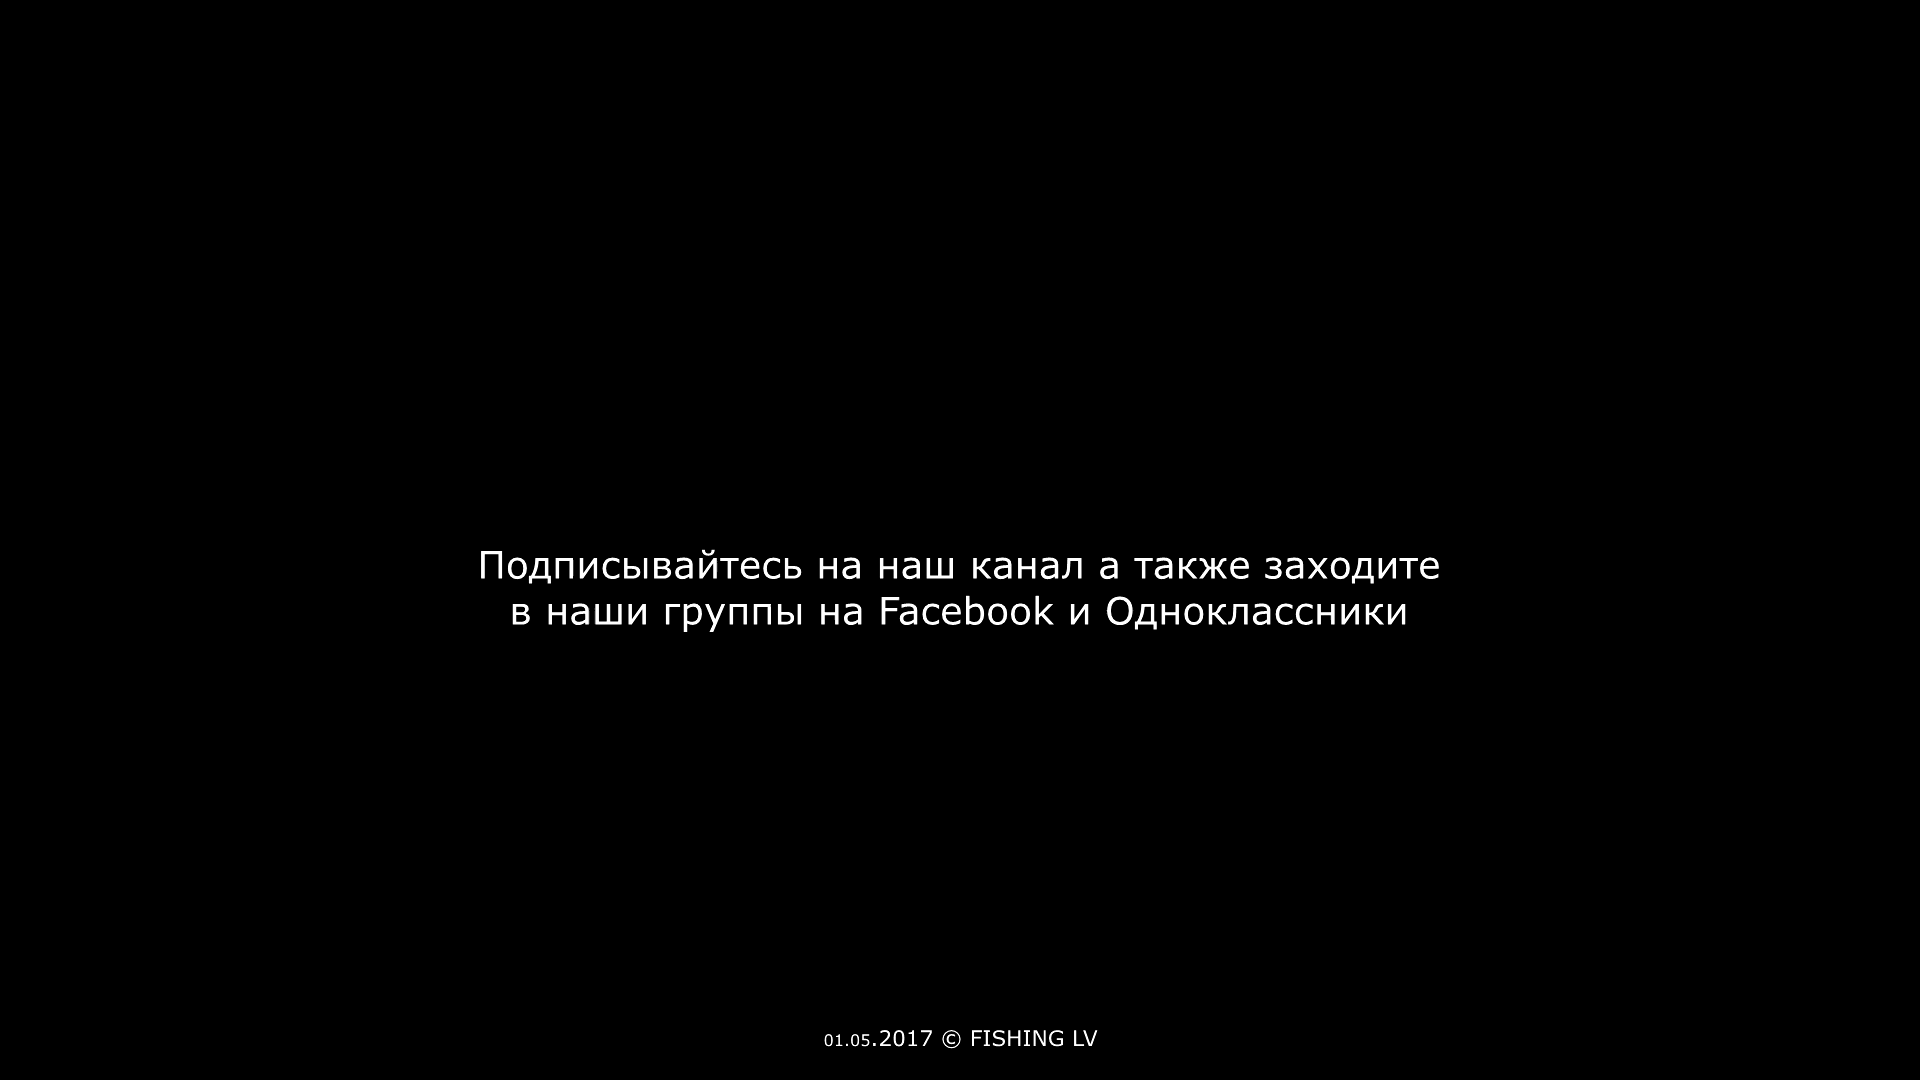 Подписывайтесь на наш канал а также заходите
в наши группы на Facebook и Одноклассники
01.05.2017 © FISHING LV